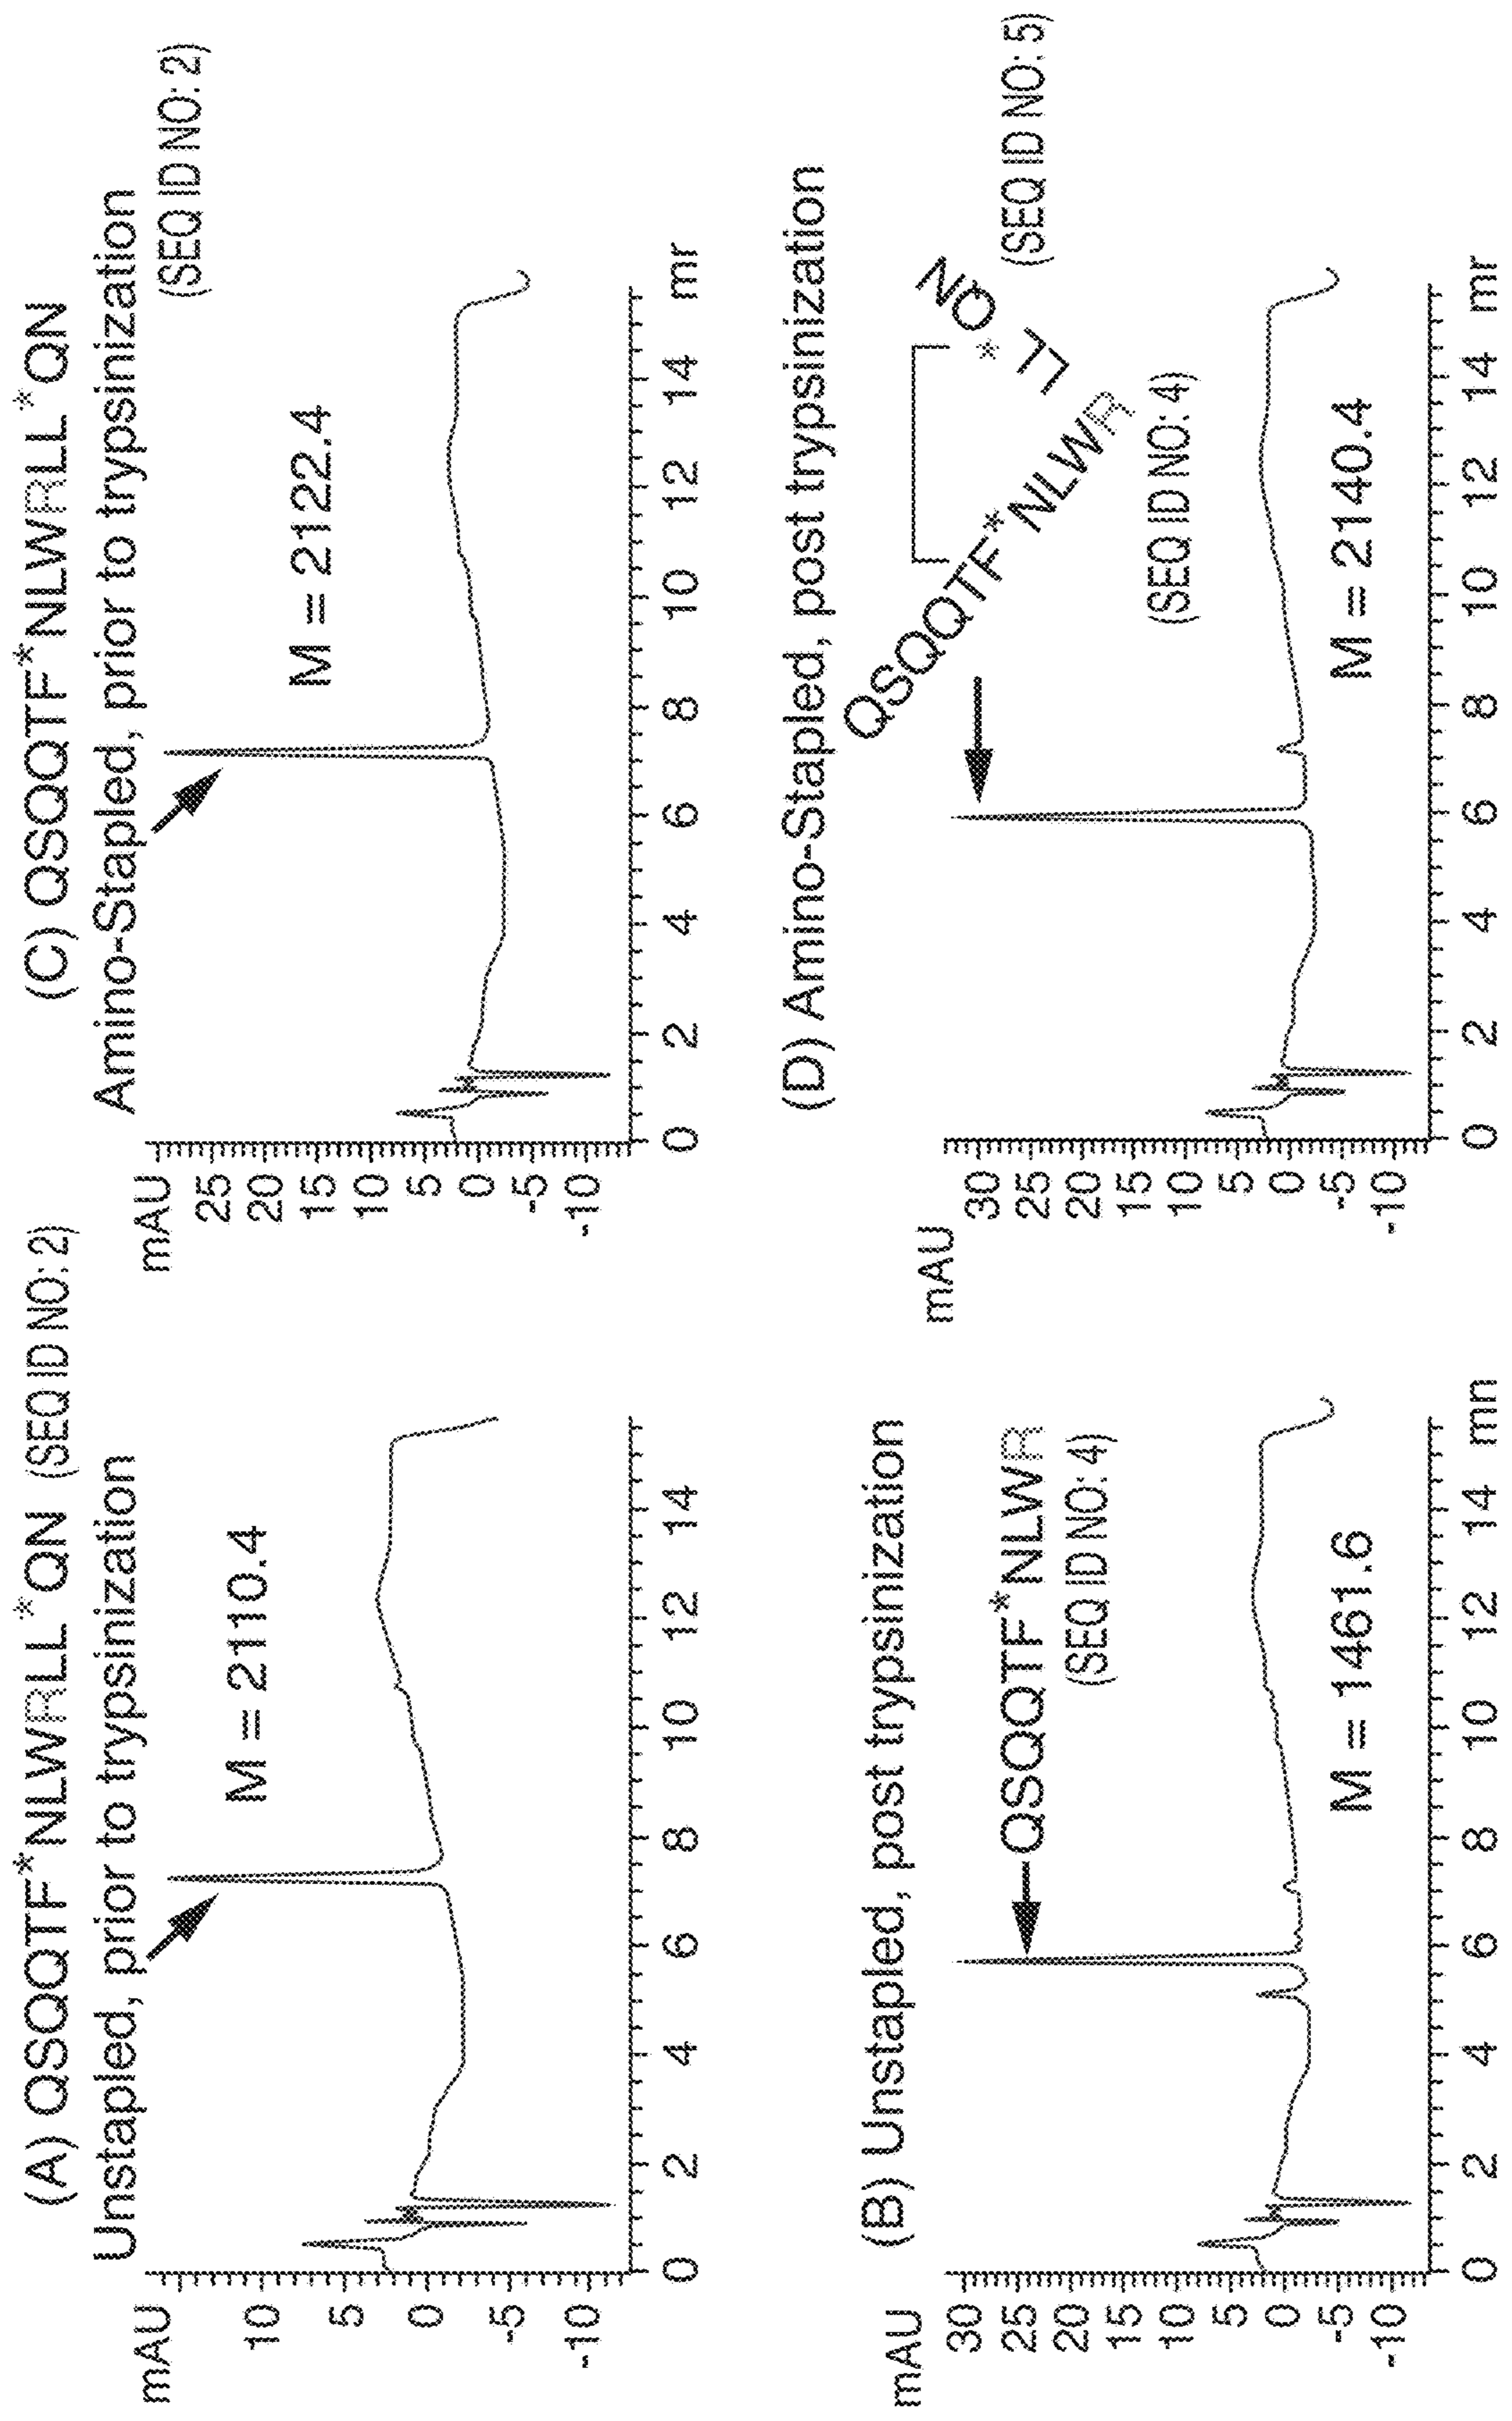 (A) QSQQTF*NLWRLL*QN (SEQ ID NO: 2)
Unstapled, prior to trypsinization
mAU
M = 2110.4
10
5
0
-5
-10
0 2 4 6 8 10 12 14
(B) Unstapled, post trypsinization
mAU
QSQQTF*NLWR
(SEQ ID NO: 4)
M = 1461.6
30
25
20
15
10
5
0
-5
-10
0 2 4 6 8 10 12 14 mn
(C) QSQQTF*NLWRLL*QN
Amino-Stapled, prior to trypsinization
(SEQ ID NO: 2)
mAU
M = 2122.4
25
20
15
10
5
0
-5
-10
0 2 4 6 8 10 12 14 mr
(D) Amino-Stapled, post trypsinization
mAU
QSQQTF*NLWR
LL*QN
(SEQ ID NO: 5)
(SEQ ID NO: 4)
M = 2140.4
30
25
20
15
10
5
0
-5
-10
0 2 4 6 8 10 12 14 mr